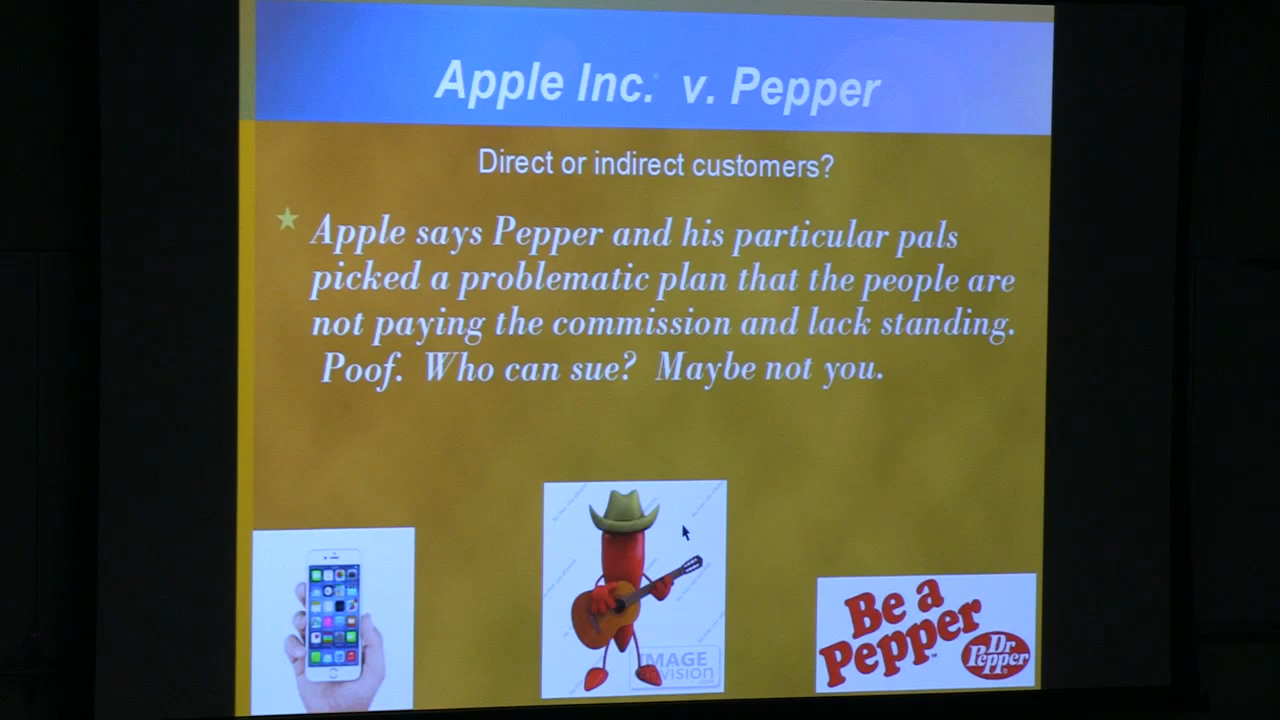 Apple Inc. v. Pepper
Direct or indirect customers?
Apple says Pepper and his particular pals
picked a problematic plan that the people are
not paying the commission and lack standing.
Poof. Who can sue? Maybe not you.
Be a
Pepper
Dr
Pepper